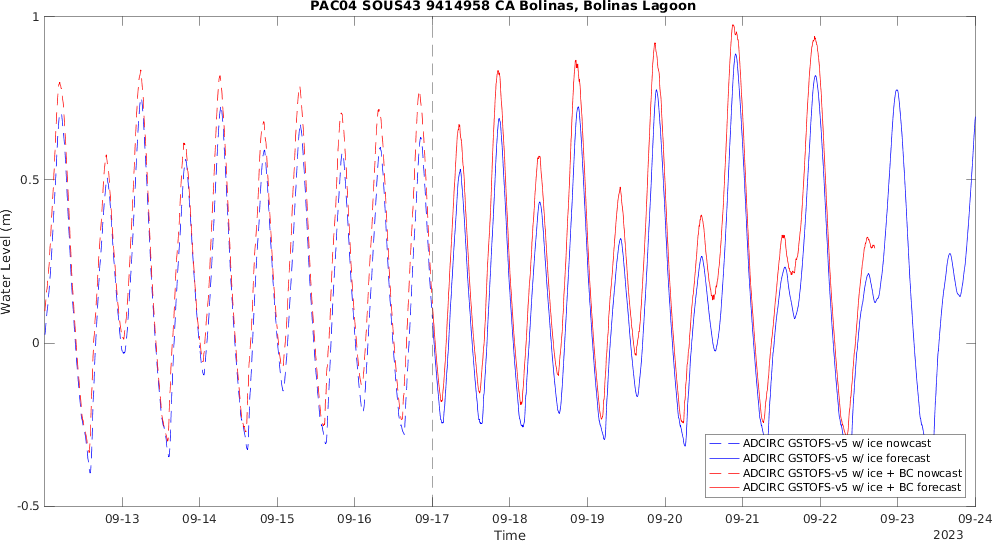 PAC04 SOUS43 9414958 CA Bolinas, Bolinas Lagoon
1
0.5
0
-0.5
Water Level (m)
ADCIRC GSTOFS-v5 w/ ice nowcast
ADCIRC GSTOFS-v5 w/ ice forecast
ADCIRC GSTOFS-v5 w/ ice + BC nowcast
ADCIRC GSTOFS-v5 w/ ice + BC forecast
09-13 09-14 09-15 09-16 09-17 09-18 09-19 09-20 09-21 09-22 09-23 09-24
Time
2023